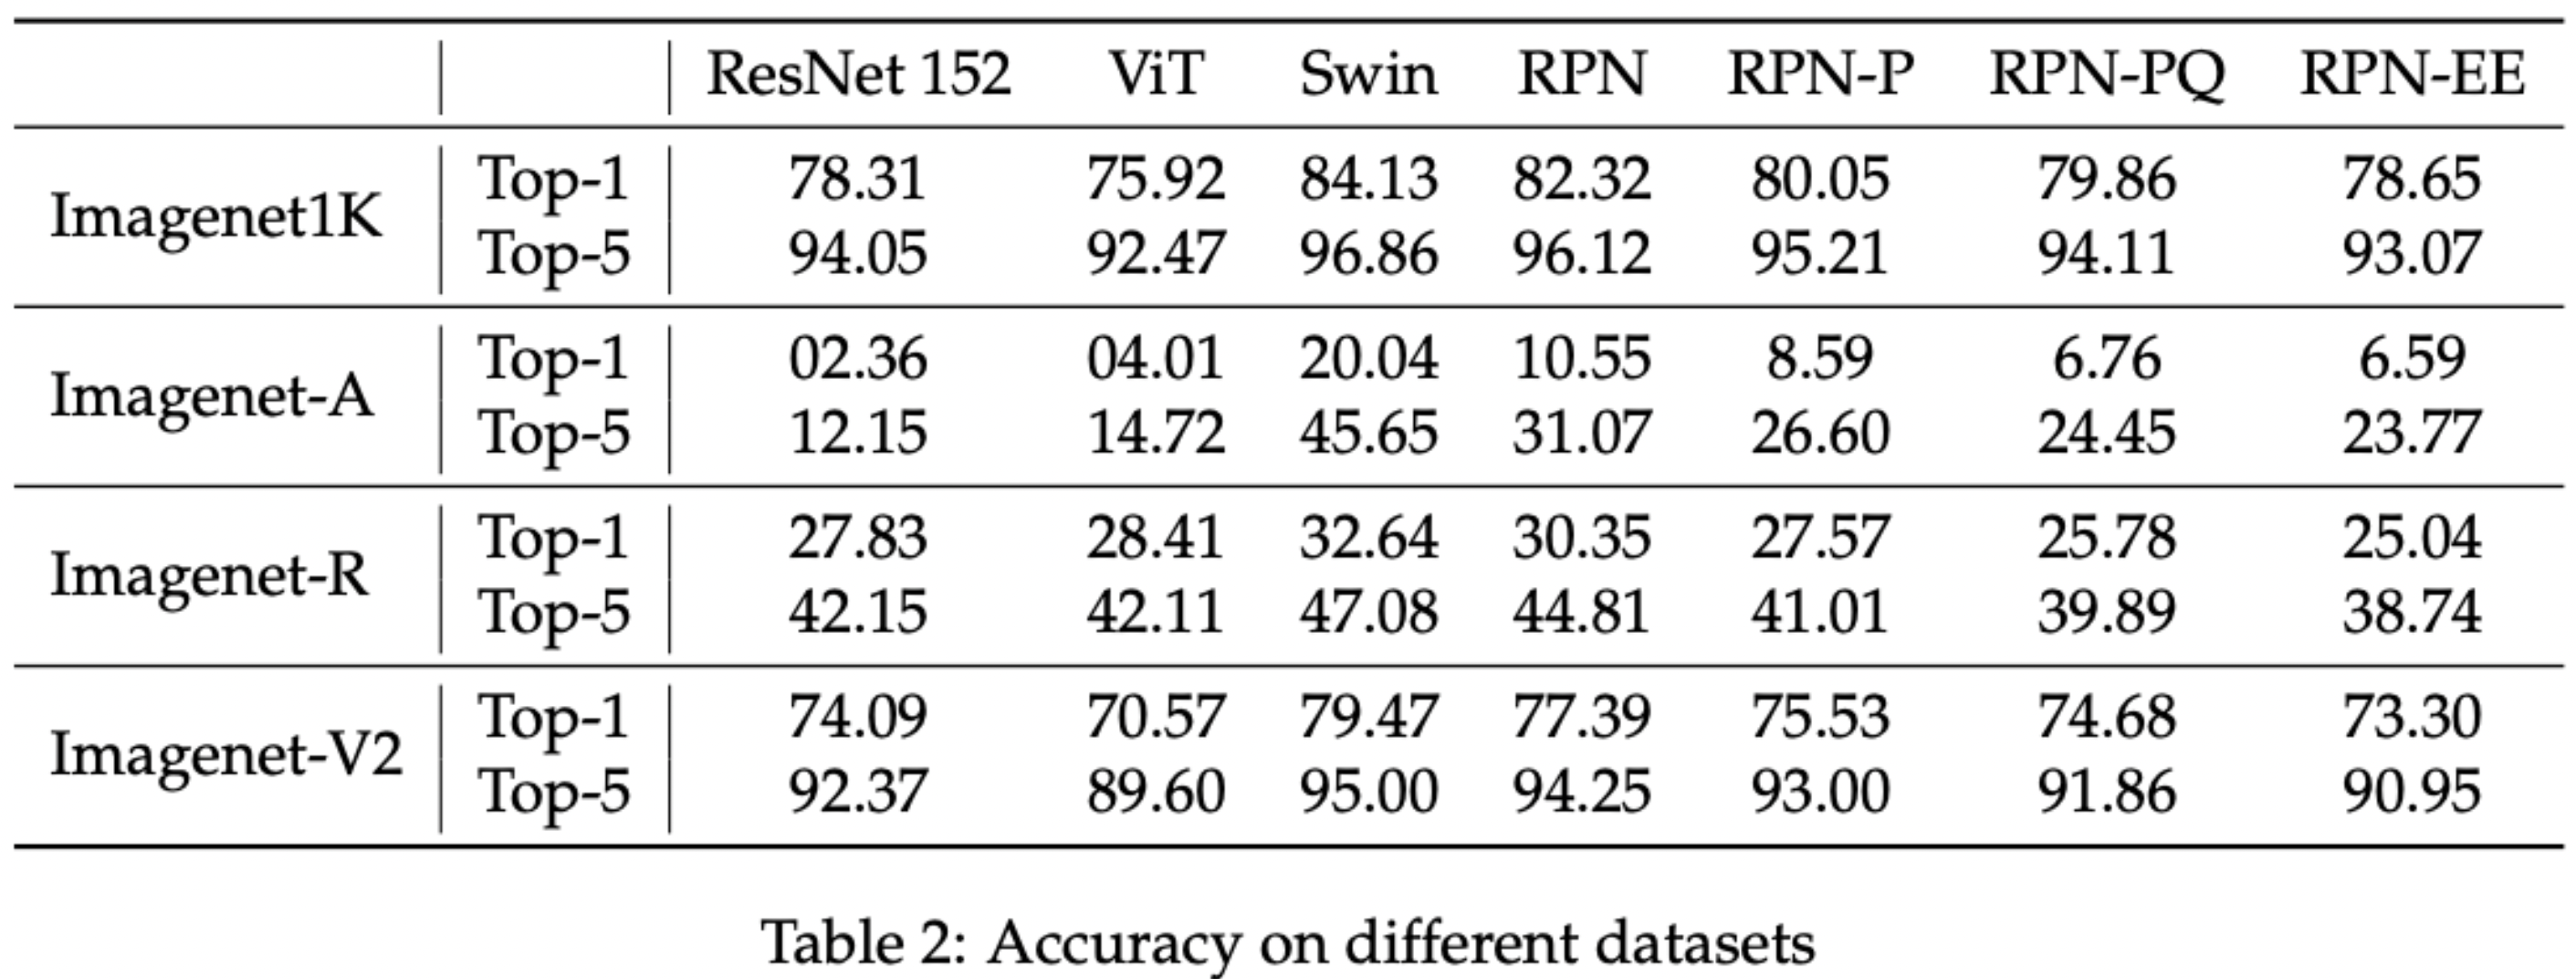 ResNet 152 ViT Swin RPN RPN-P RPN-PQ RPN-EE
Imagenet1K Top-1 78.31 75.92 84.13 82.32 80.05 79.86 78.65
Top-5 94.05 92.47 96.86 96.12 95.21 94.11 93.07
Imagenet-A Top-1 02.36 04.01 20.04 10.55 8.59 6.76 6.59
Top-5 12.15 14.72 45.65 31.07 26.60 24.45 23.77
Imagenet-R Top-1 27.83 28.41 32.64 30.35 27.57 25.78 25.04
Top-5 42.15 42.11 47.08 44.81 41.01 39.89 38.74
Imagenet-V2 Top-1 74.09 70.57 79.47 77.39 75.53 74.68 73.30
Top-5 92.37 89.60 95.00 94.25 93.00 91.86 90.95
Table 2: Accuracy on different datasets